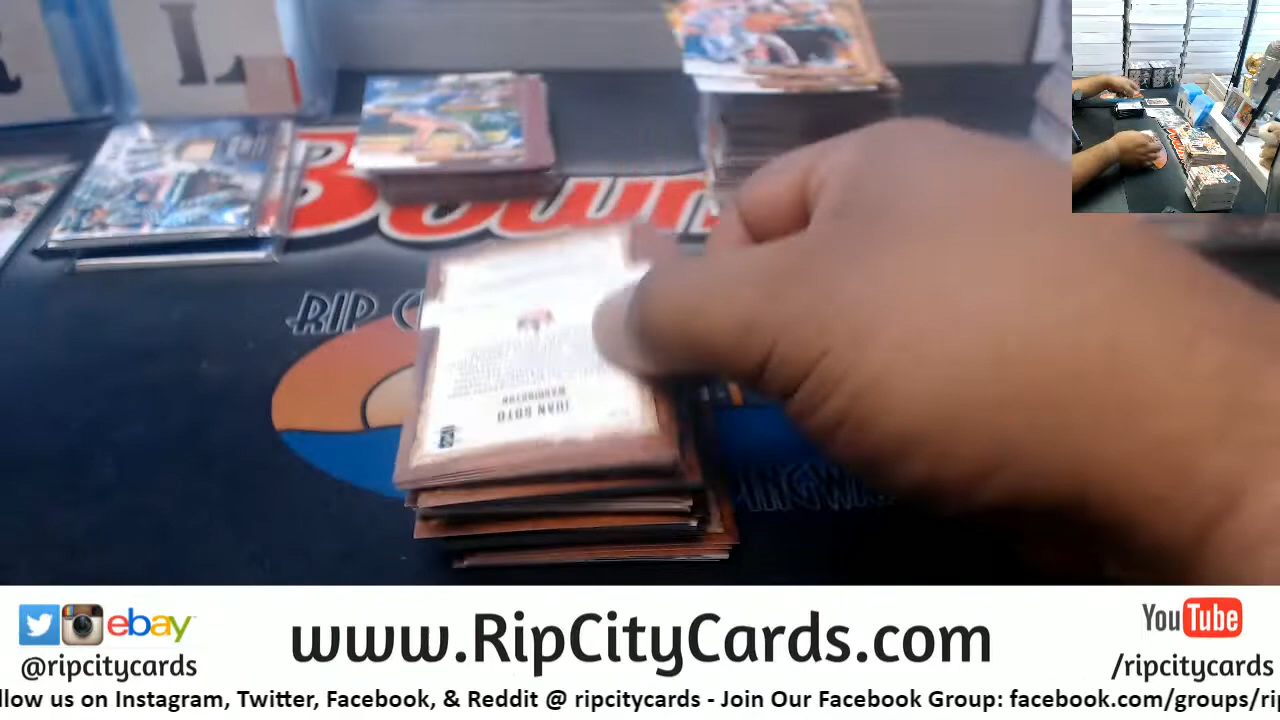 Bowm
RIP C
JUAN SOTO
WASHINGTON
ebay
@ripcitycards
www.RipCityCards.com
YouTube
/ripcitycards
llow us on Instagram, Twitter, Facebook, & Reddit @ ripcitycards - Join Our Facebook Group: facebook.com/groups/rip